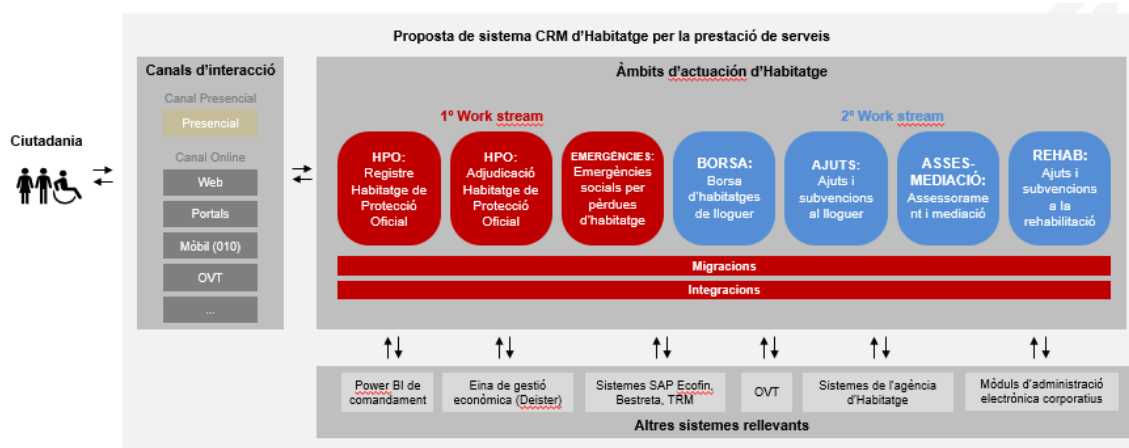 Proposta de sistema CRM d'Habitatge per la prestació de serveis
Ciutadania
Canals d'interacció
Canal Presencial
Presencial
Canal Online
Web
Portals
Mòbil (010)
OVT
...
Àmbits d'actuación d'Habitatge
1º Work stream
2º Work stream
HPO:
Registre
Habitatge de
Protecció
Oficial
HPO:
Adjudicació
Habitatge de
Protecció
Oficial
EMERGÈNCIES:
Emergències
socials per
pèrdues
d'habitatge
BORSA:
Borsa
d'habitatges
de lloguer
AJUTS:
Ajuts i
subvencions
al lloguer
ASSES-
MEDIACIÓ:
Assessorame
nt i mediació
REHAB:
Ajuts i
subvencions
a la
rehabilitació
Migracions
Integracions
Power BI de
comandament
Eina de gestió
econòmica (Deister)
Sistemes SAP Ecofin,
Bestreta, TRM
OVT
Sistemes de l'agència
d'Habitatge
Mòduls d'administració
electrònica corporatius
Altres sistemes rellevants